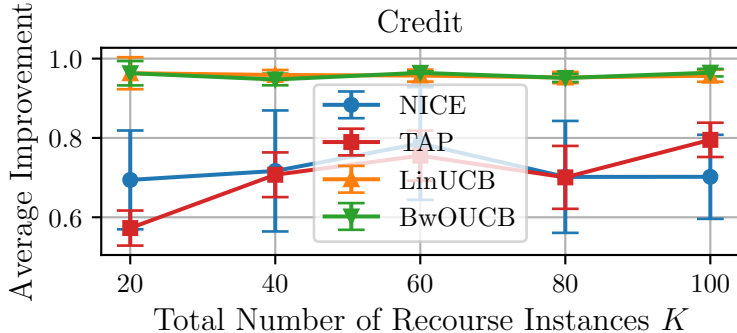 Credit
Average Improvement
1.0
0.8
0.6
NICE
TAP
LinUCB
BwOUCB
20 40 60 80 100
Total Number of Recourse Instances K